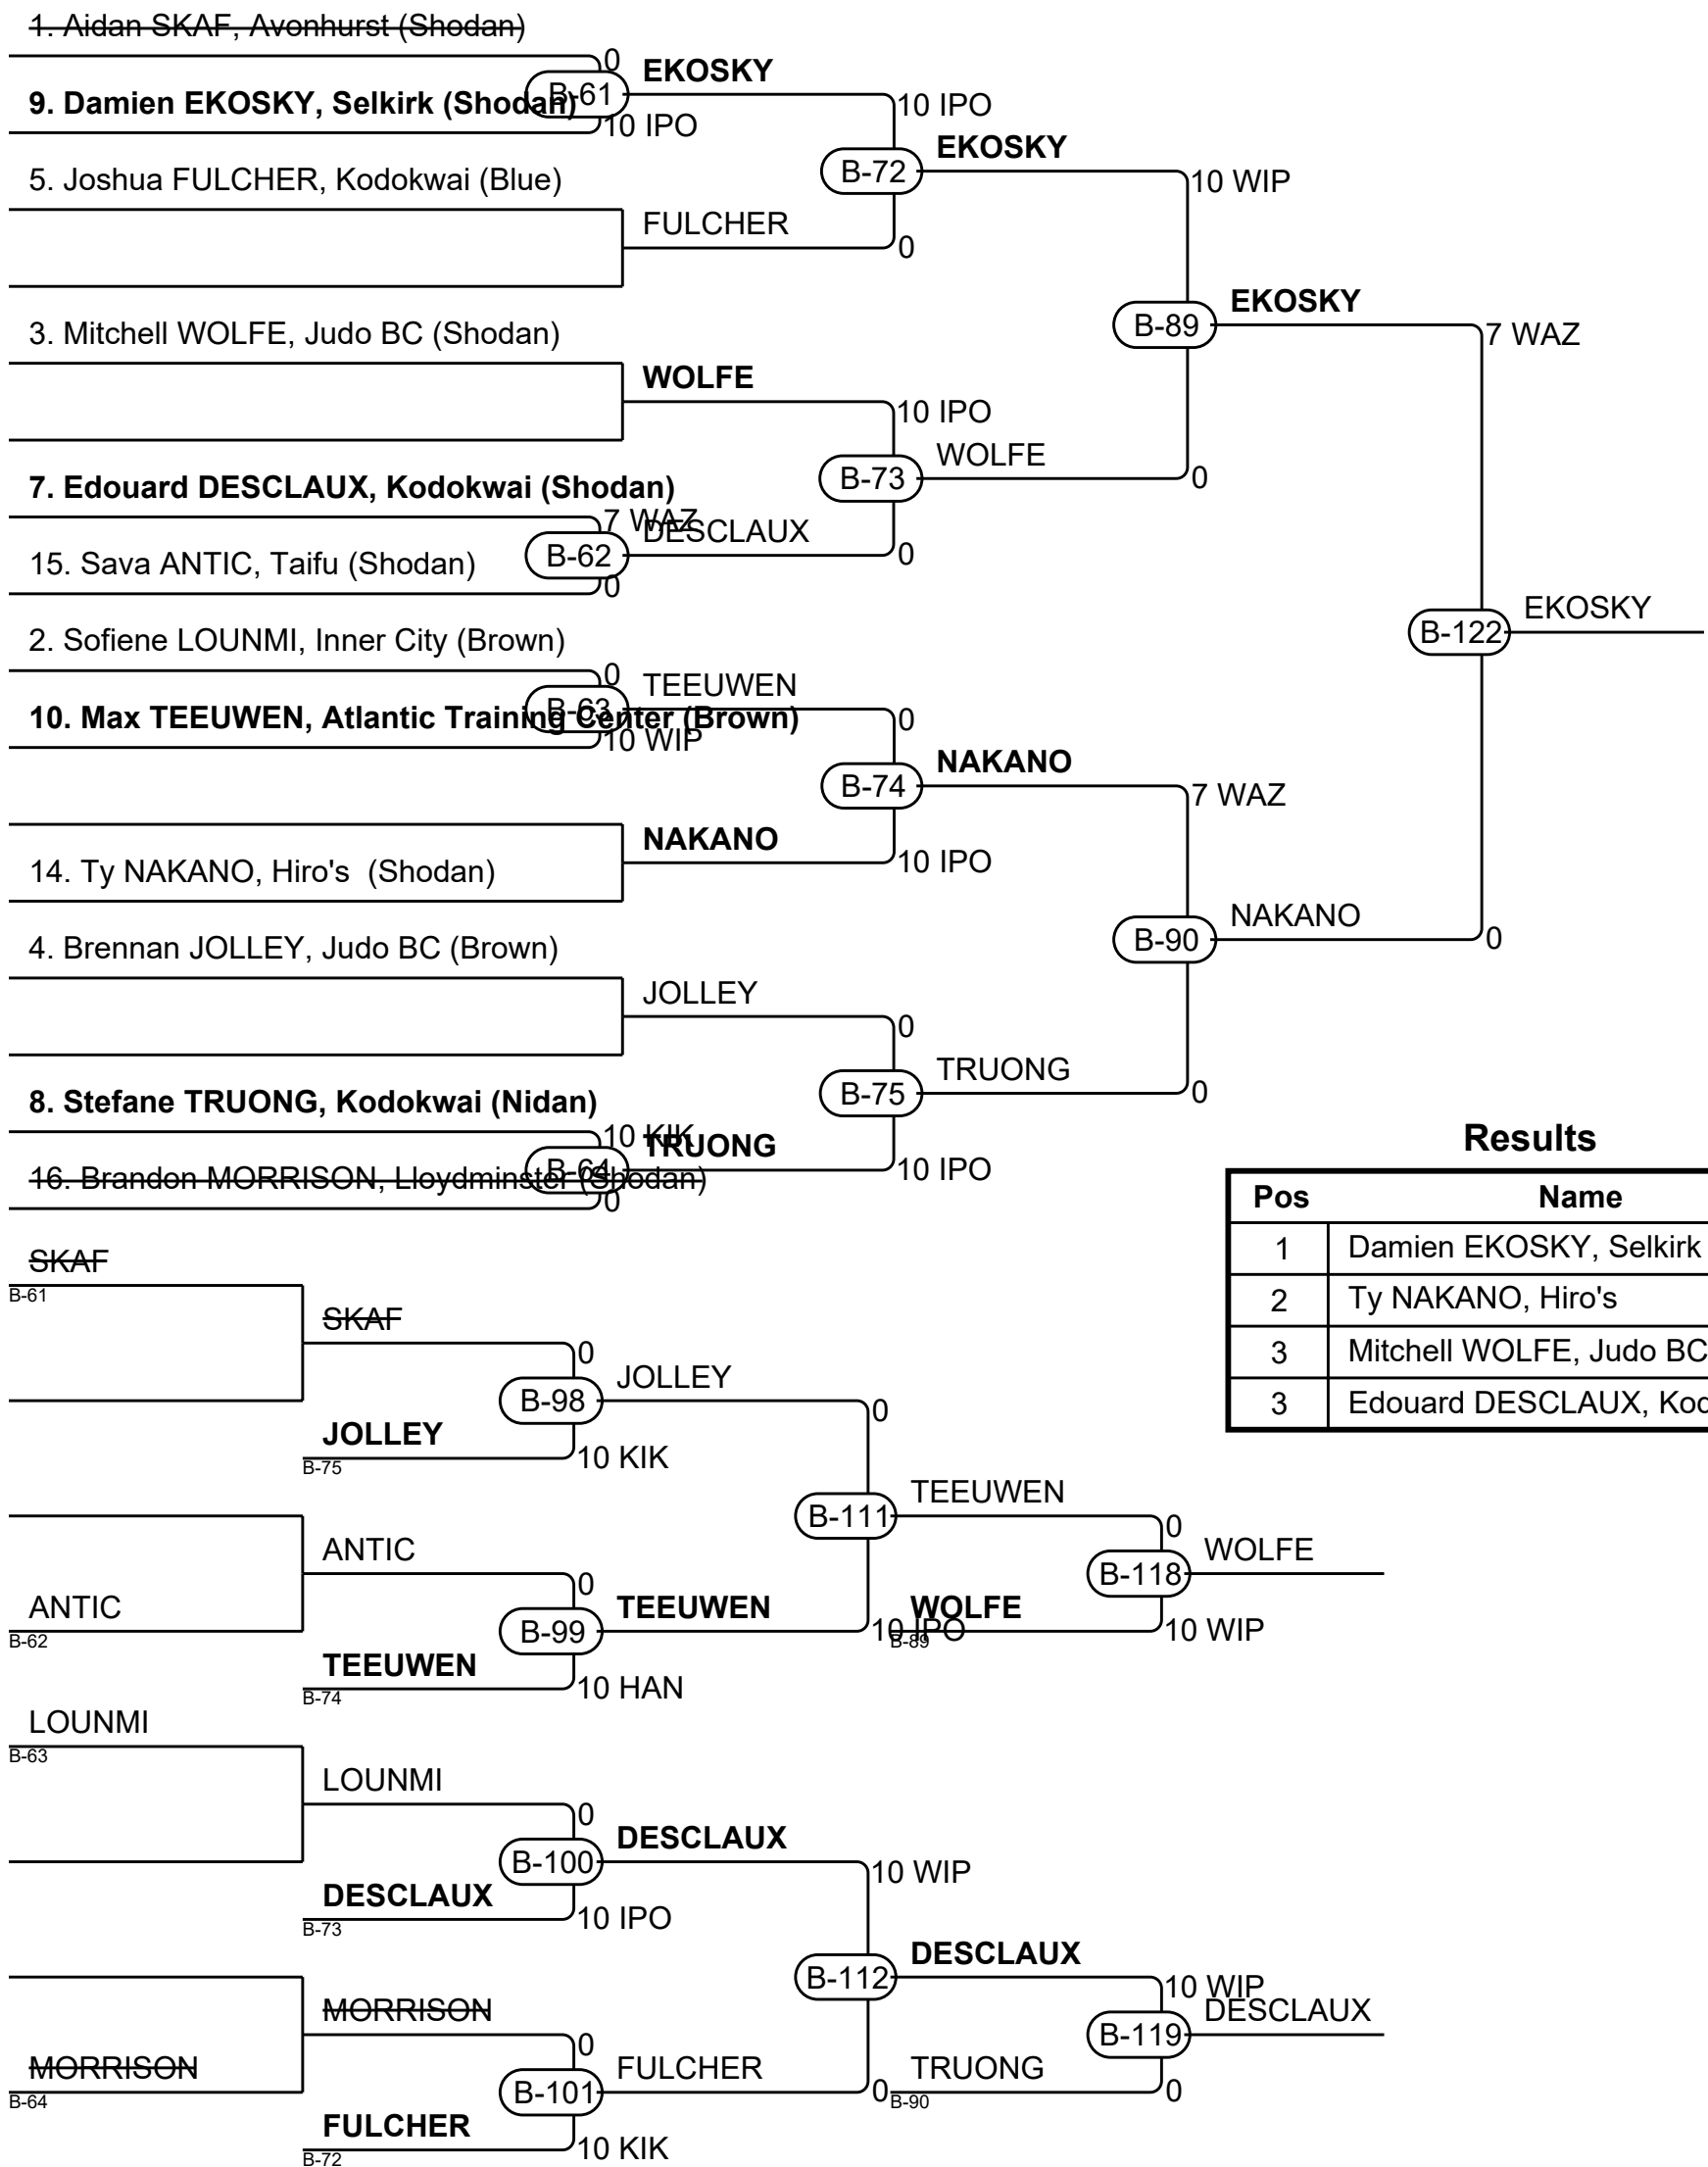 1. Aidan SKAF, Avonhurst (Shodan)
0
EKOSKY
9. Damien EKOSKY, Selkirk (Shodan)
B-61
10 IPO
10 IPO
EKOSKY
5. Joshua FULCHER, Kodokwai (Blue)
B-72
10 WIP
FULCHER
0
EKOSKY
3. Mitchell WOLFE, Judo BC (Shodan)
B-89
7 WAZ
WOLFE
10 IPO
WOLFE
7. Edouard DESCLAUX, Kodokwai (Shodan)
B-73
0
7 WAZ
DESCLAUX
15. Sava ANTIC, Taifu (Shodan)
B-62
0
0
EKOSKY
2. Sofiene LOUNMI, Inner City (Brown)
B-122
0
TEEUWEN
10. Max TEEUWEN, Atlantic Training Center (Brown)
B-63
0
10 WIP
NAKANO
B-74
7 WAZ
NAKANO
14. Ty NAKANO, Hiro's (Shodan)
10 IPO
NAKANO
4. Brennan JOLLEY, Judo BC (Brown)
B-90
0
JOLLEY
0
TRUONG
8. Stefane TRUONG, Kodokwai (Nidan)
B-75
0
10 KIK
TRUONG
16. Brandon MORRISON, Lloydminster (Shodan)
B-64
10 IPO
0
Results
Pos Name
1 Damien EKOSKY, Selkirk
2 Ty NAKANO, Hiro's
3 Mitchell WOLFE, Judo BC
3 Edouard DESCLAUX, Kod
SKAF
B-61
SKAF
0
JOLLEY
B-98
0
JOLLEY
B-75
10 KIK
TEEUWEN
B-111
0
ANTIC
0
WOLFE
B-118
ANTIC
B-62
TEEUWEN
B-99
10 IPO
WOLFE
B-89
10 WIP
TEEUWEN
B-74
10 HAN
LOUNMI
B-63
LOUNMI
0
DESCLAUX
B-100
10 WIP
DESCLAUX
B-73
10 IPO
DESCLAUX
B-112
10 WIP
MORRISON
0
DESCLAUX
B-119
MORRISON
B-64
FULCHER
B-101
0
TRUONG
B-90
0
FULCHER
B-72
10 KIK